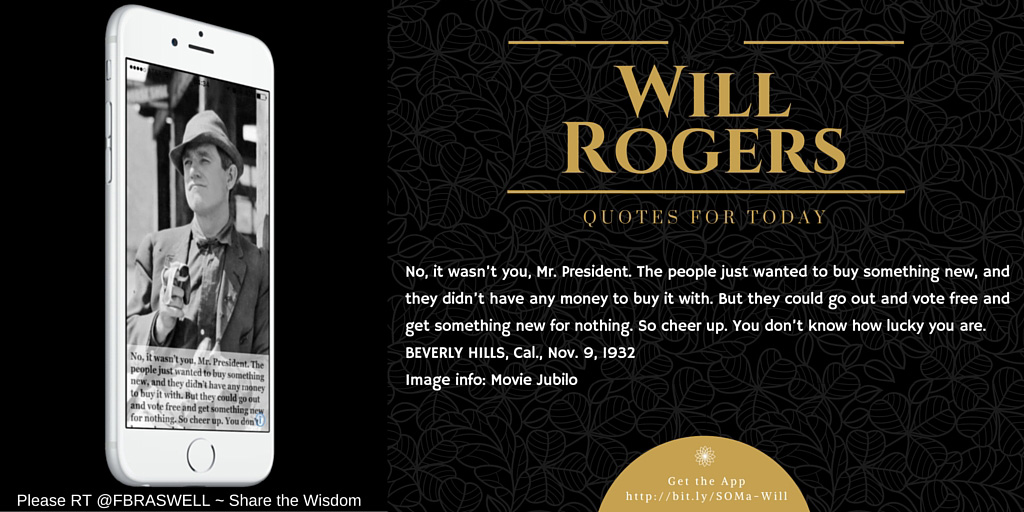 No, it wasn't you, Mr. President. The
people just wanted to buy something
new, and they didn't have any money
to buy it with. But they could go out
and vote free and get something new
for nothing. So cheer up. You don't
Please RT @FBRASWELL ~ Share the Wisdom
WILL
ROGERS
QUOTES FOR TODAY
No, it wasn't you, Mr. President. The people just wanted to buy something new, and
they didn't have any money to buy it with. But they could go out and vote free and
get something new for nothing. So cheer up. You don't know how lucky you are.
BEVERLY HILLS, Cal., Nov. 9, 1932
Image info: Movie Jubilo
Get the App
http://bit.ly/SOMa-Will